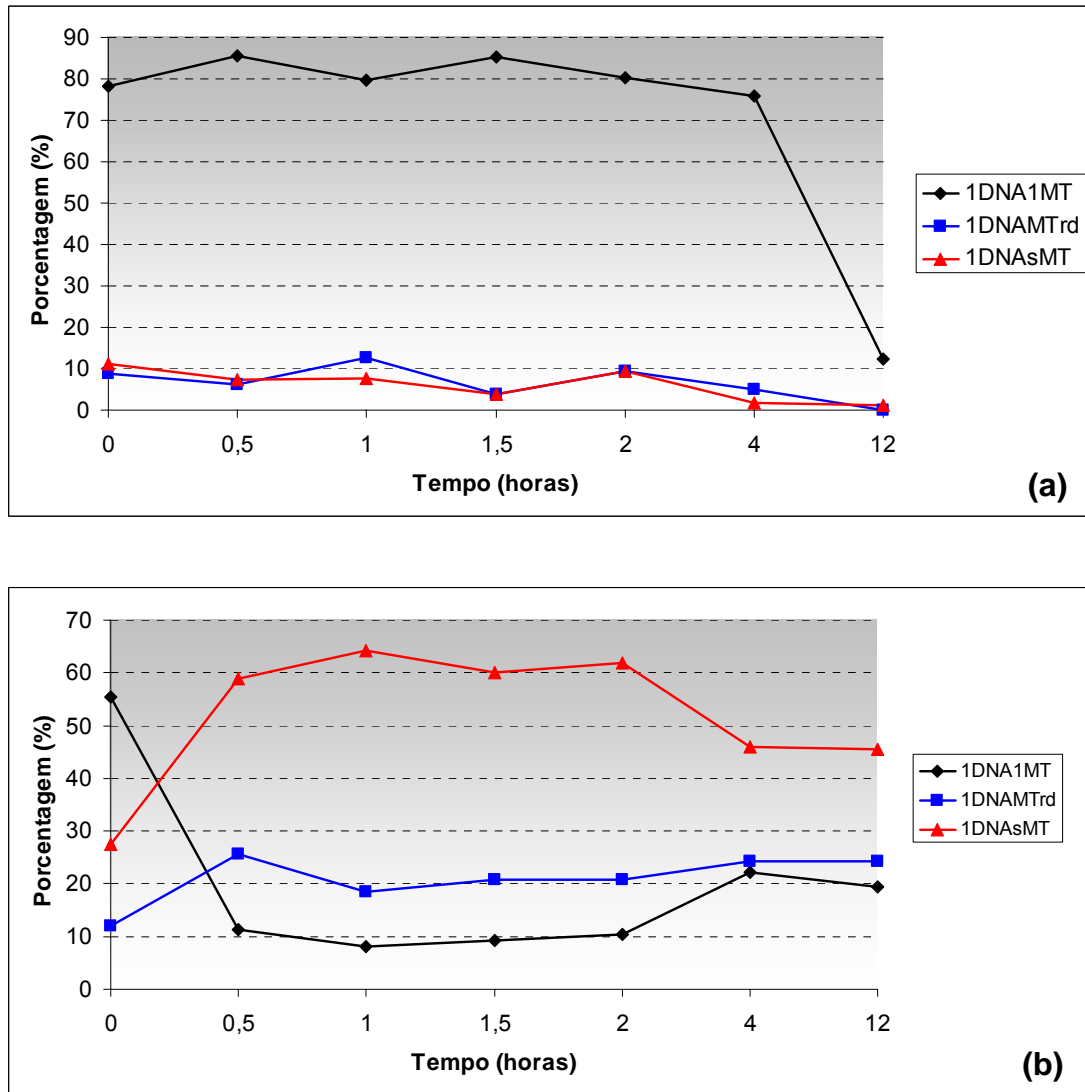 90
80
70
60
50
40
30
20
10
0
Porcentagem (%)
0 0,5 1 1,5 2 4 12
Tempo (horas)
1DNA1MT
1DNAMTrd
1DNAsMT
(a)
70
60
50
40
30
20
10
0
Porcentagem (%)
0 0,5 1 1,5 2 4 12
Tempo (horas)
1DNA1MT
1DNAMTrd
1DNAsMT
(b)